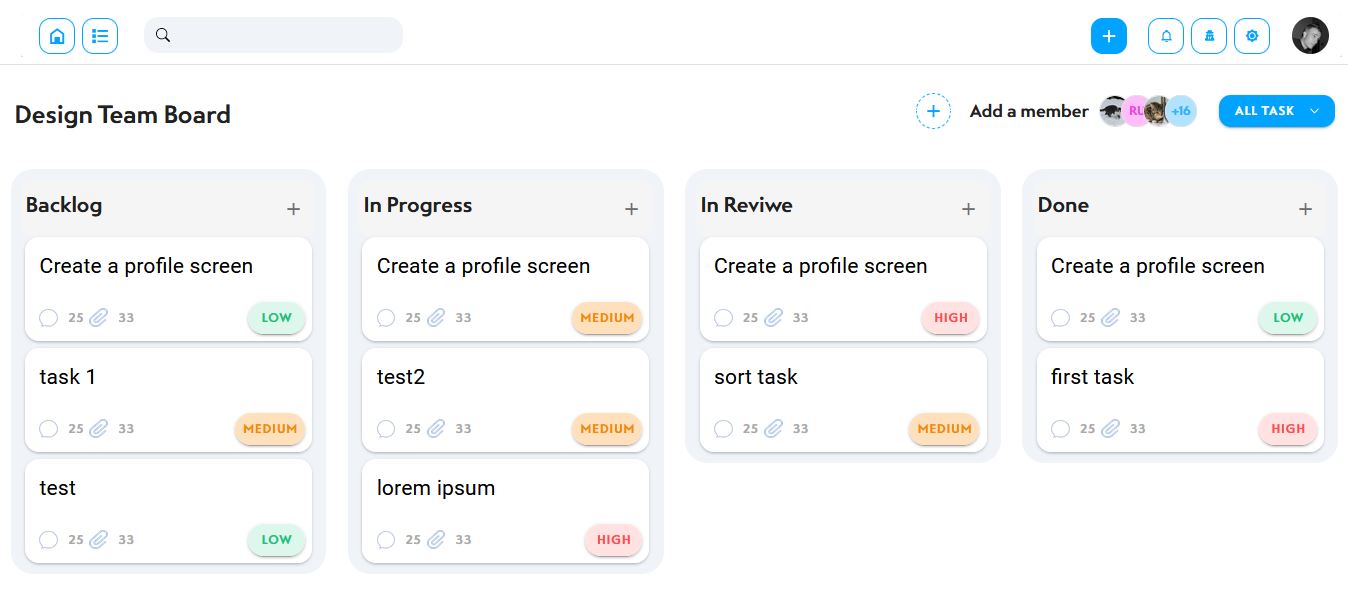 Design Team Board
Add a member
RU
+16
ALL TASK
Backlog
Create a profile screen
25 33 LOW
task 1
25 33 MEDIUM
test
25 33 LOW
In Progress
Create a profile screen
25 33 MEDIUM
test2
25 33 MEDIUM
lorem ipsum
25 33 HIGH
In Reviwe
Create a profile screen
25 33 HIGH
sort task
25 33 MEDIUM
Done
Create a profile screen
25 33 LOW
first task
25 33 HIGH